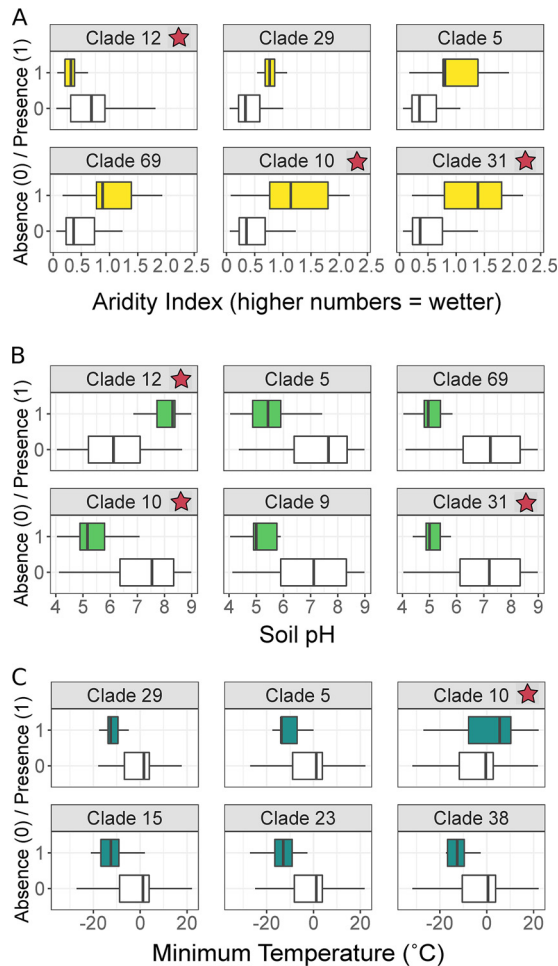 A
Absence (0) / Presence (1)
Clade 12
Clade 29
Clade 5
1
0
Clade 69
Clade 10
Clade 31
1
0
0 0.5 1.0 1.5 2.0 2.5
0 0.5 1.0 1.5 2.0 2.5
0 0.5 1.0 1.5 2.0 2.5
Aridity Index (higher numbers = wetter)
B
Absence (0) / Presence (1)
Clade 12
Clade 5
Clade 69
1
0
Clade 10
Clade 9
Clade 31
1
0
4 5 6 7 8 9
4 5 6 7 8 9
4 5 6 7 8 9
Soil pH
C
Absence (0) / Presence (1)
Clade 29
Clade 5
Clade 10
1
0
Clade 15
Clade 23
Clade 38
1
0
-20 0 20
-20 0 20
-20 0 20
Minimum Temperature (˚C)